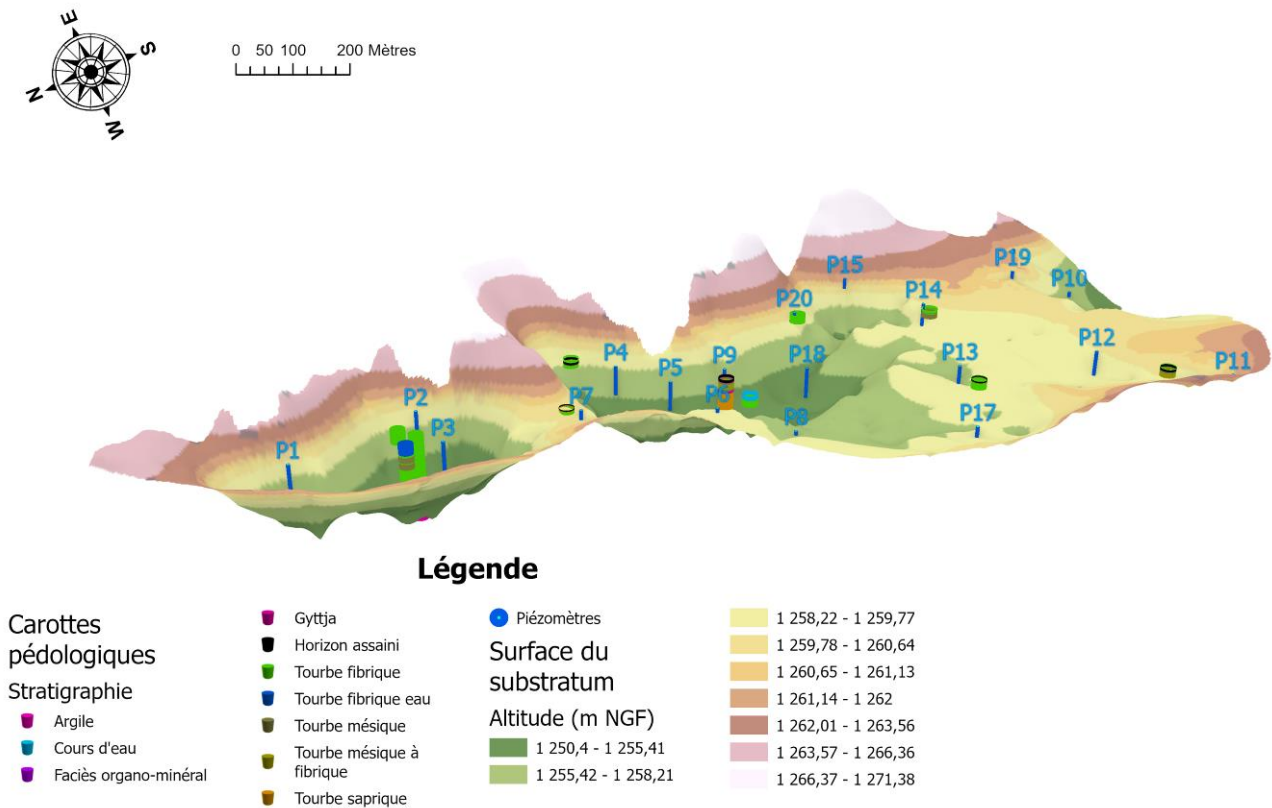 E
S
N
W
0 50 100 200 Mètres
P15
P19
P10
P20
P14
P4
P9
P18
P13
P12
P11
P5
P7
P6
P2
P3
P8
P17
P1
Légende
Carottes
pédologiques
Stratigraphie
Argile
Cours d'eau
Faciès organo-minéral
Gyttja
Horizon assaini
Tourbe fibrique
Tourbe fibrique eau
Tourbe mésique
Tourbe mésique à
fibrique
Tourbe saprique
Piézomètres
Surface du
substratum
Altitude (m NGF)
1 250,4 - 1 255,41
1 255,42 - 1 258,21
1 258,22 - 1 259,77
1 259,78 - 1 260,64
1 260,65 - 1 261,13
1 261,14 - 1 262
1 262,01 - 1 263,56
1 263,57 - 1 266,36
1 266,37 - 1 271,38